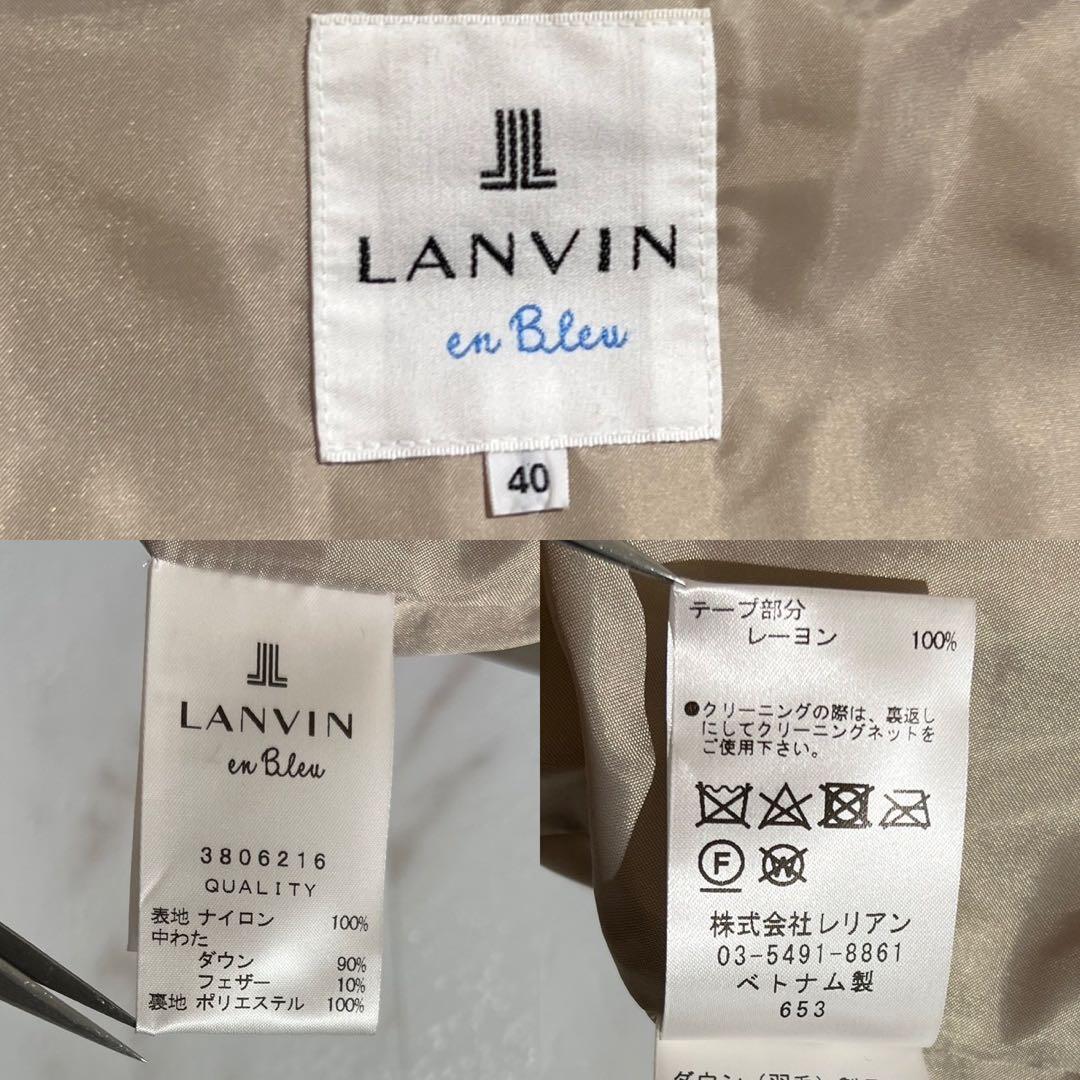 LANVIN
en Bleu
40
LANVIN
en Bleu
3806216
QUALITY
表地 ナイロン 100%
中わた
ダウン 90%
フェザー 10%
裏地 ポリエステル 100%
テープ部分
レーヨン 100%
●クリーニングの際は、裏返し
にしてクリーニングネットを
ご使用下さい。
F
W
株式会社レリアン
03-5491-8861
ベトナム製
653
ダウン(羽毛)